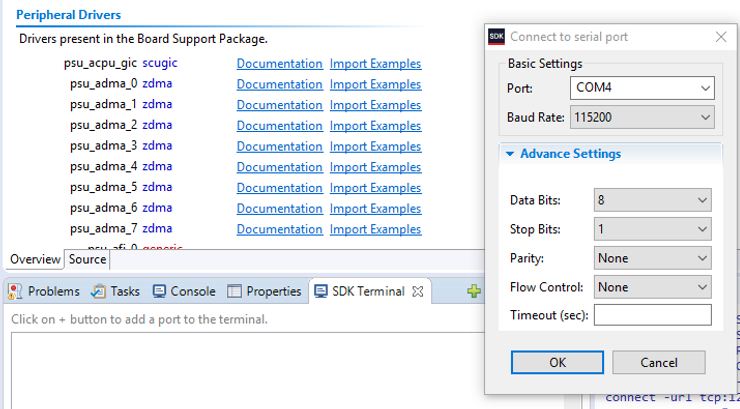 Peripheral Drivers
Drivers present in the Board Support Package.
psu_acpu_gic scugic Documentation Import Examples
psu_adma_0 zdma Documentation Import Examples
psu_adma_1 zdma Documentation Import Examples
psu_adma_2 zdma Documentation Import Examples
psu_adma_3 zdma Documentation Import Examples
psu_adma_4 zdma Documentation Import Examples
psu_adma_5 zdma Documentation Import Examples
psu_adma_6 zdma Documentation Import Examples
psu_adma_7 zdma Documentation Import Examples
psu_afi_0 generic
Overview Source
Problems Tasks Console Properties SDK Terminal
Click on + button to add a port to the terminal.
SDK Connect to serial port
Basic Settings
Port: COM4
Baud Rate: 115200
Advance Settings
Data Bits: 8
Stop Bits: 1
Parity: None
Flow Control: None
Timeout (sec):
OK Cancel
connect -url tcp:12